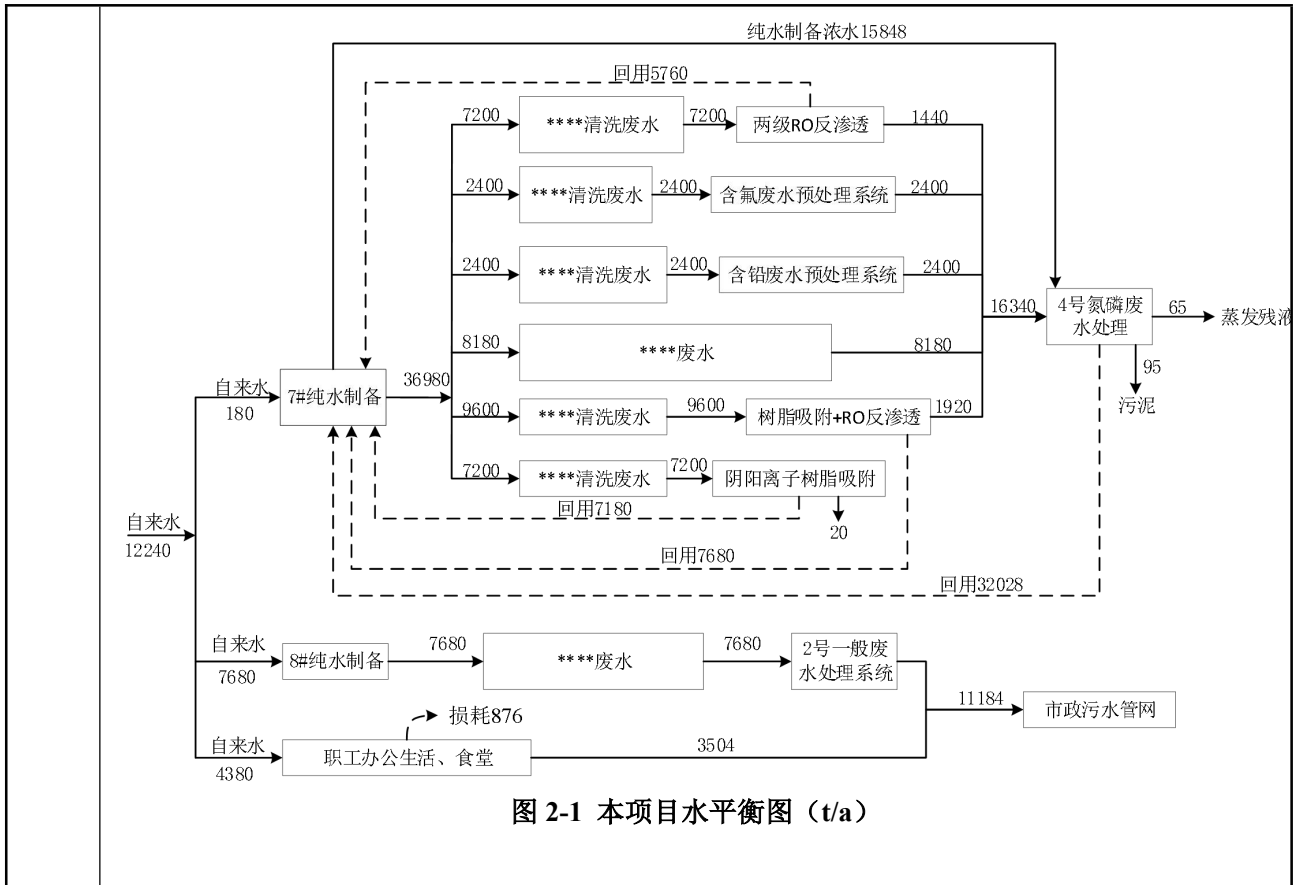 纯水制备浓水15848
回用5760
7200
****清洗废水
7200
两级RO反渗透
1440
2400
****清洗废水
2400
含氟废水预处理系统
2400
2400
****清洗废水
2400
含铅废水预处理系统
2400
16340
4号氮磷废
水处理
65
蒸发残液
8180
****废水
8180
95
污泥
自来水
180
7#纯水制备
36980
9600
****清洗废水
9600
树脂吸附+RO反渗透
1920
7200
****清洗废水
7200
阴阳离子树脂吸附
回用7180
20
自来水
12240
回用7680
回用32028
自来水
7680
8#纯水制备
7680
****废水
7680
2号一般废
水处理系统
11184
市政污水管网
损耗876
自来水
4380
职工办公生活、食堂
3504
图 2-1 本项目水平衡图（t/a）